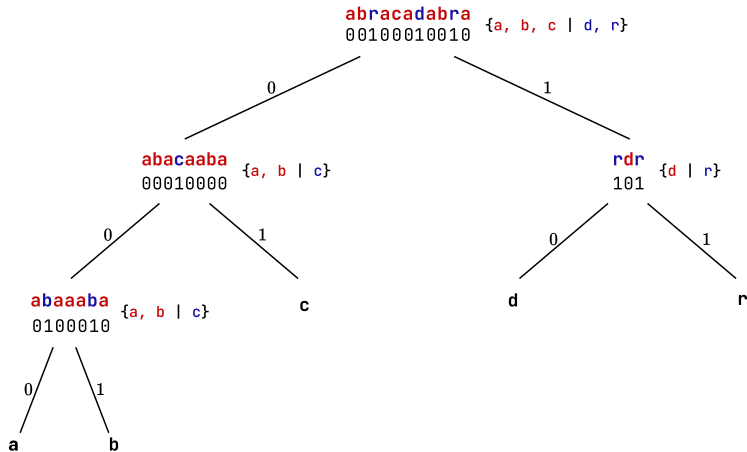 abracadabra
00100010010
{a, b, c | d, r}
0
1
abacaaba
00010000
{a, b | c}
rdr
101
{d | r}
0
1
0
1
abaaaba
0100010
{a, b | c}
c
d
r
0
1
a
b